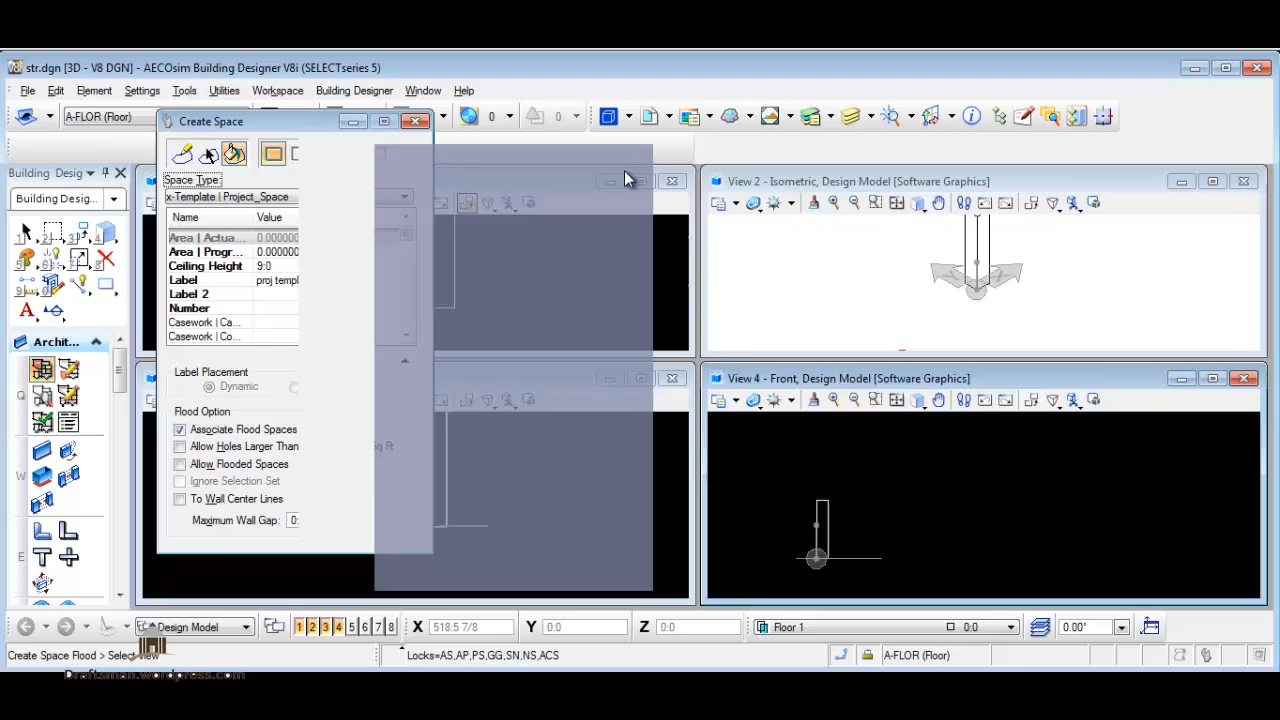 str.dgn [3D - V8 DGN] - AECOsim Building Designer V8i (SELECTseries 5)
File Edit Element Settings Tools Utilities Workspace Building Designer Window Help
A-FLOR (Floor) 0 0
Create Space
Building Desig
Building Desig...
Space Type:
x-Template | Project_Space
Name Value
Area | Actua... 0.000000
Area | Progr... 0.000000
Ceiling Height 9:0
Label proj templ
Label 2
Number
Casework | Ca...
Casework | Co...
Label Placement
Dynamic
Flood Option
Associate Flood Spaces
Allow Holes Larger Than Sq Ft
Allow Flooded Spaces
Ignore Selection Set
To Wall Center Lines
Maximum Wall Gap: 0:
Architect...
Q
W
E
View 2 - Isometric, Design Model [Software Graphics]
View 4 - Front, Design Model [Software Graphics]
Design Model 1 2 3 4 5 6 7 8 X 518:5 7/8 Y 0:0 Z 0:0 Floor 1 0:0 0.00°
Create Space Flood > Select view Locks=AS,AP,PS,GG,SN,NS,ACS A-FLOR (Floor)
Draftsman.wordpress.com